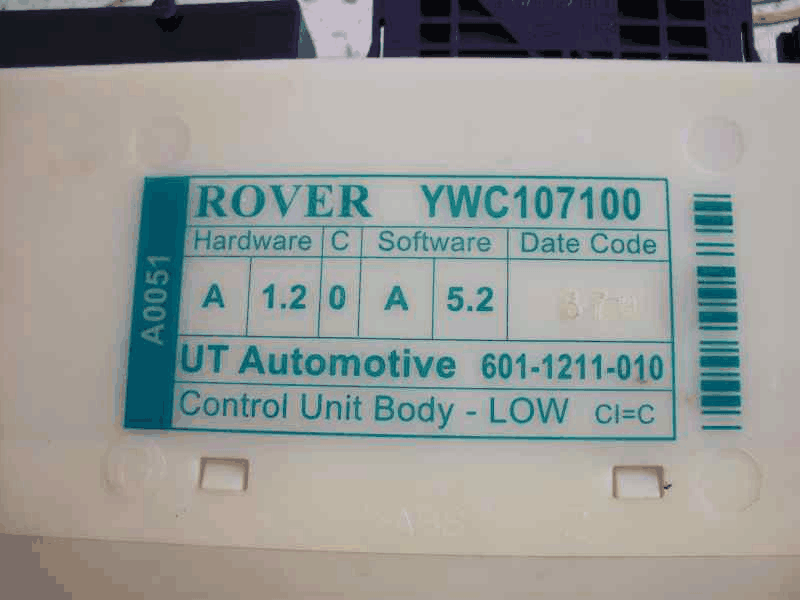 ROVER YWC107100
Hardware C Software Date Code
A 1.2 0 A 5.2
UT Automotive 601-1211-010
Control Unit Body - LOW CI=C
A0051